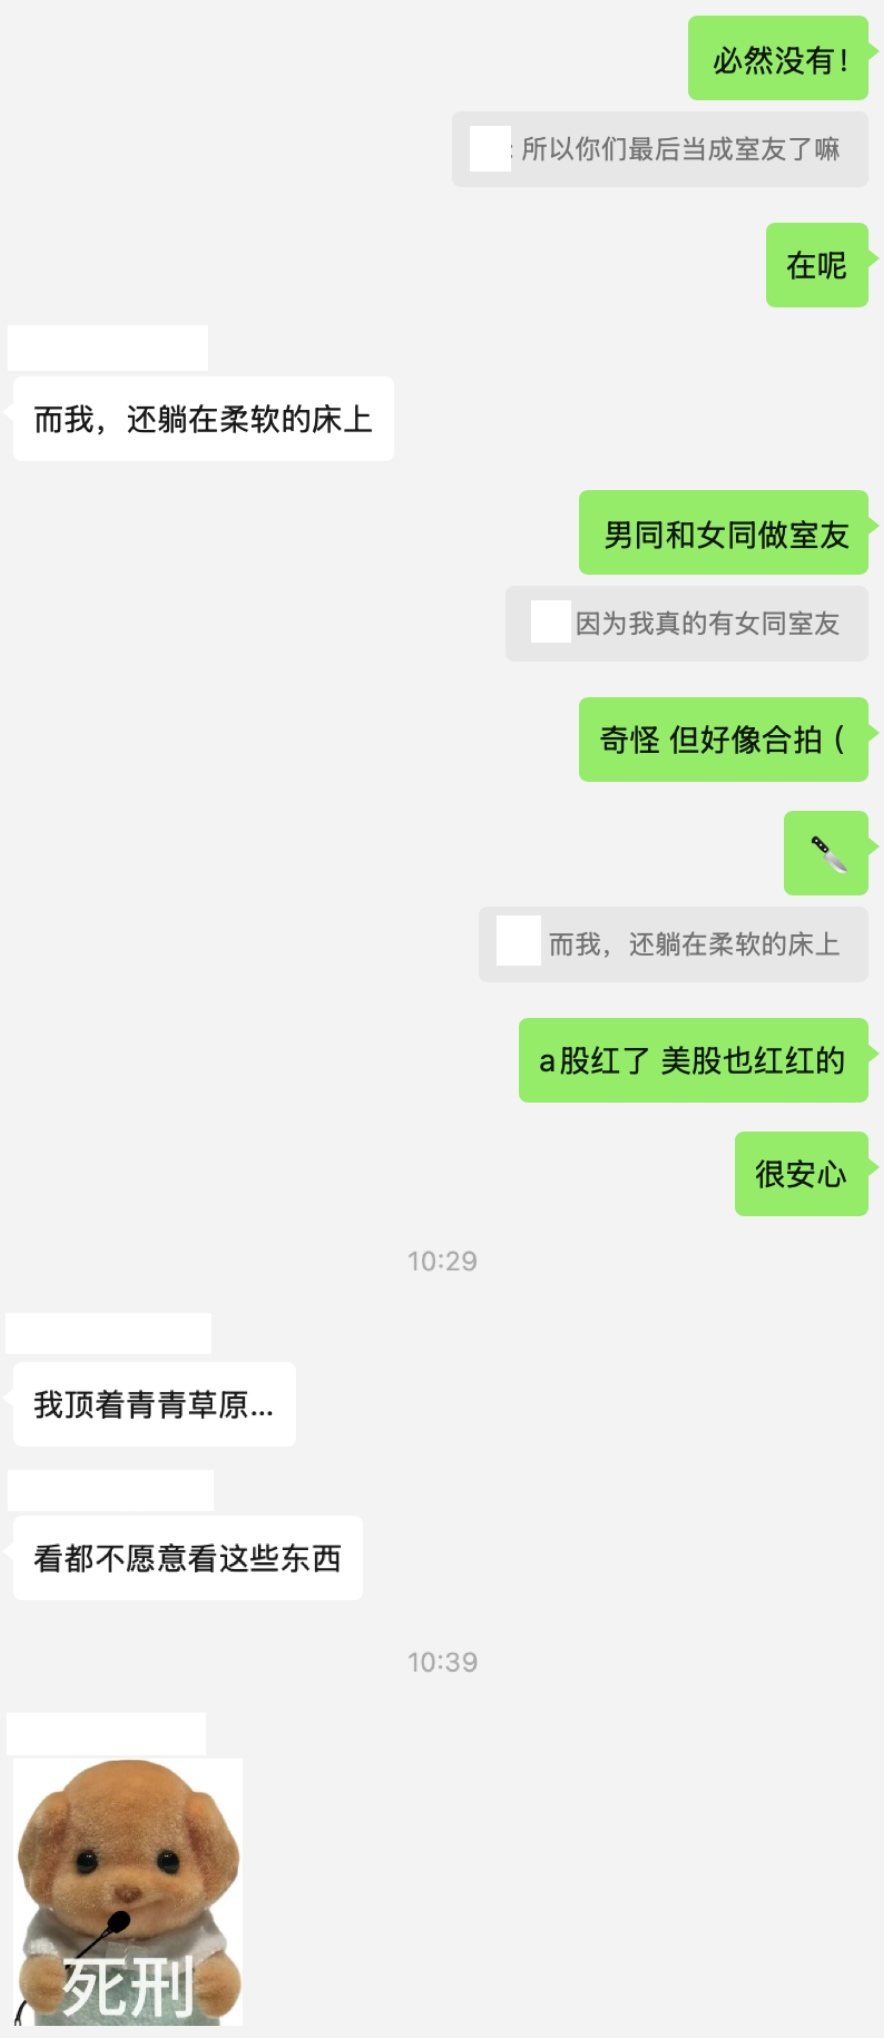 必然没有！
: 所以你们最后当成室友了嘛
在呢
而我，还躺在柔软的床上
男同和女同做室友
因为我真的有女同室友
奇怪 但好像合拍（
🔪
而我，还躺在柔软的床上
a股红了 美股也红红的
很安心
10:29
我顶着青青草原...
看都不愿意看这些东西
10:39
死刑